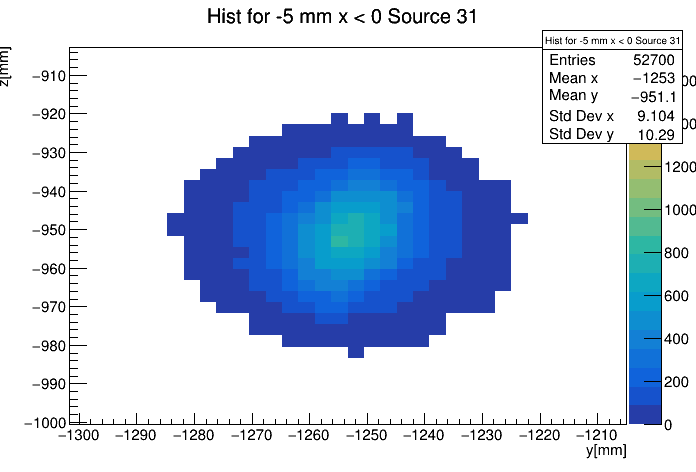 Hist for -5 mm x < 0 Source 31
z[mm]
Hist for -5 mm x < 0 Source 31
Entries 52700
Mean x −1253
Mean y −951.1
Std Dev x 9.104
Std Dev y 10.29
−910
−920
−930
−940
−950
−960
−970
−980
−990
−1000
−1300 −1290 −1280 −1270 −1260 −1250 −1240 −1230 −1220 −1210
y[mm]
1200
1000
800
600
400
200
0